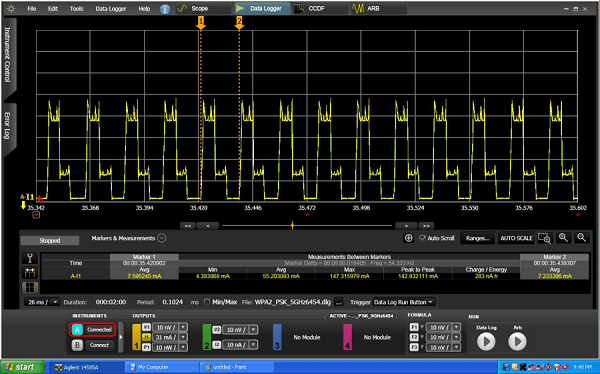 File Edit Tools Data Logger Help Scope Data Logger CCDF ARB
Instrument Control
Error Log
1 2
A-I1
35.342 35.368 35.394 35.420 35.446 35.472 35.498 35.524 35.550 35.576 35.602
Auto Scroll Ranges... AUTO SCALE
Stopped Markers & Measurements
Marker 1 Measurements Between Markers Marker 2
Time 00:00:35.420902 Marker Delta = 00:00:00.018405 Freq = 54.333 Hz 00:00:35.439307
Avg Min Avg Max Peak to Peak Charge / Energy Avg
A-I1 7.595245 mA 4.383868 mA 55.203093 mA 147.315979 mA 142.932111 mA 283 nA h 7.233386 mA
26 ms / Duration: 000:02:00 Period: 0.1024 ms Min/Max File: WPA2_PSK_5GHz6454.dlg ... Trigger Data Log Run Button
INSTRUMENTS OUTPUTS ACTIVE - ..._PSK_5GHz6454 FORMULA RUN
A Connected 1 V1 10 mV / 2 V2 10 mV / 3 No Module 4 No Module F1 10 mV / Data Log Arb
I1 31 mA / F2 10 mV /
B Connect I2 10 nA / F3 10 mV /
P1 10 nW /
start Agilent 14585A My Computer untitled - Paint 9:40 PM